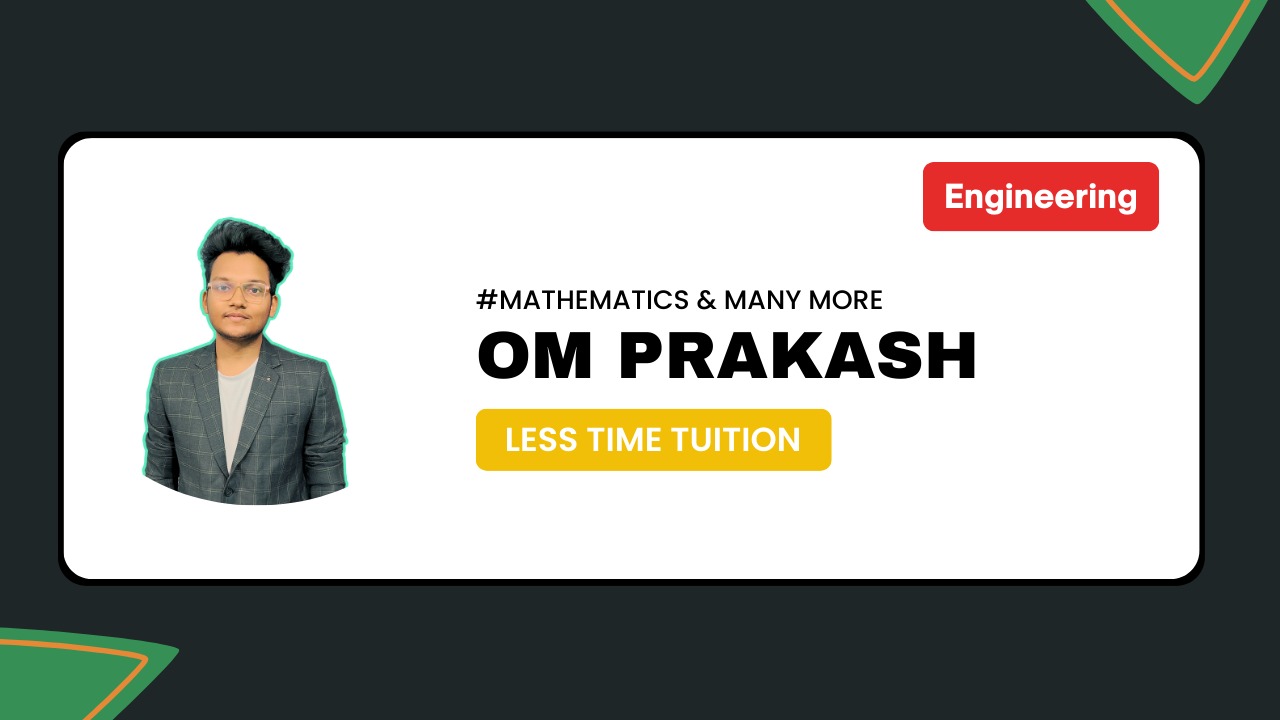 Engineering
#MATHEMATICS & MANY MORE
OM PRAKASH
LESS TIME TUITION